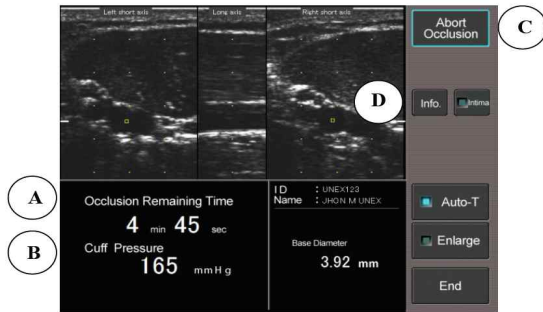 Left short axis Long axis Right short axis
Abort
Occlusion
C
D
Info. Intima
A
Occlusion Remaining Time
4 min 45 sec
B
Cuff Pressure
165 mmHg
ID : UNEX123
Name : JHON M UNEX
Base Diameter
3.92 mm
Auto-T
Enlarge
End